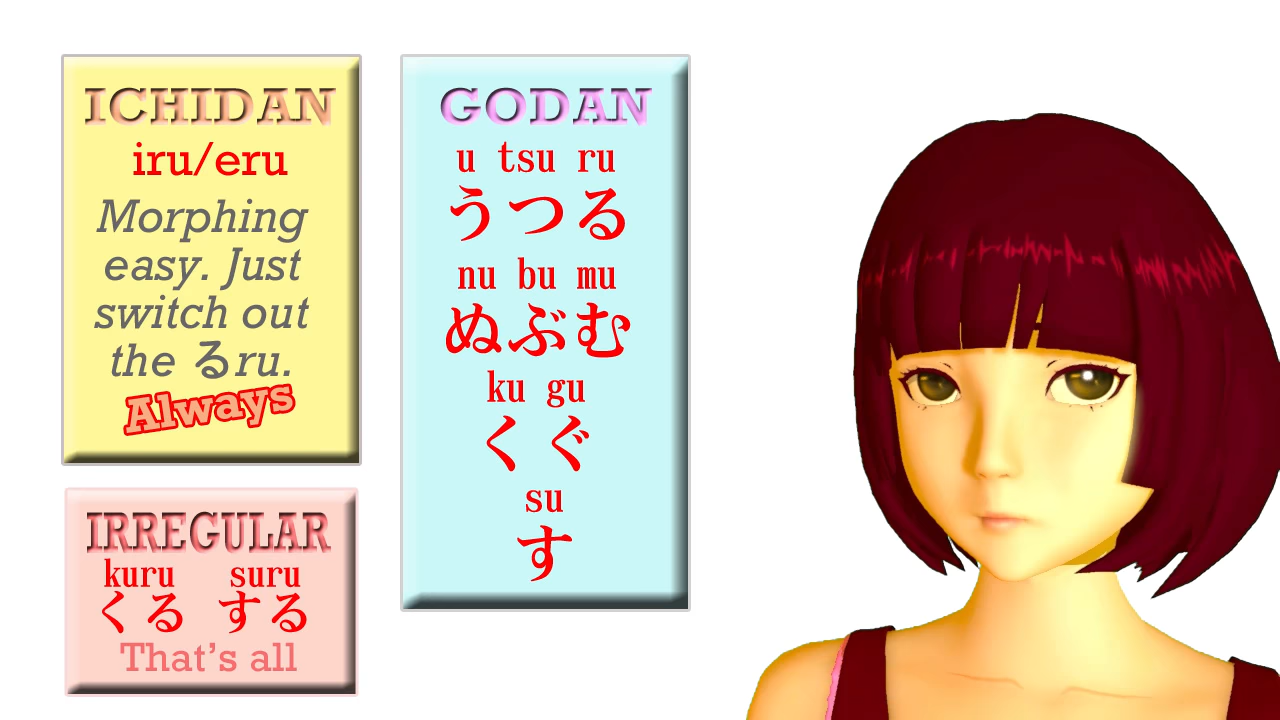 ICHIDAN
iru/eru
Morphing
easy. Just
switch out
the るru.
Always
IRREGULAR
kuru suru
くる する
That's all
GODAN
u tsu ru
うつる
nu bu mu
ぬぶむ
ku gu
くぐ
su
す